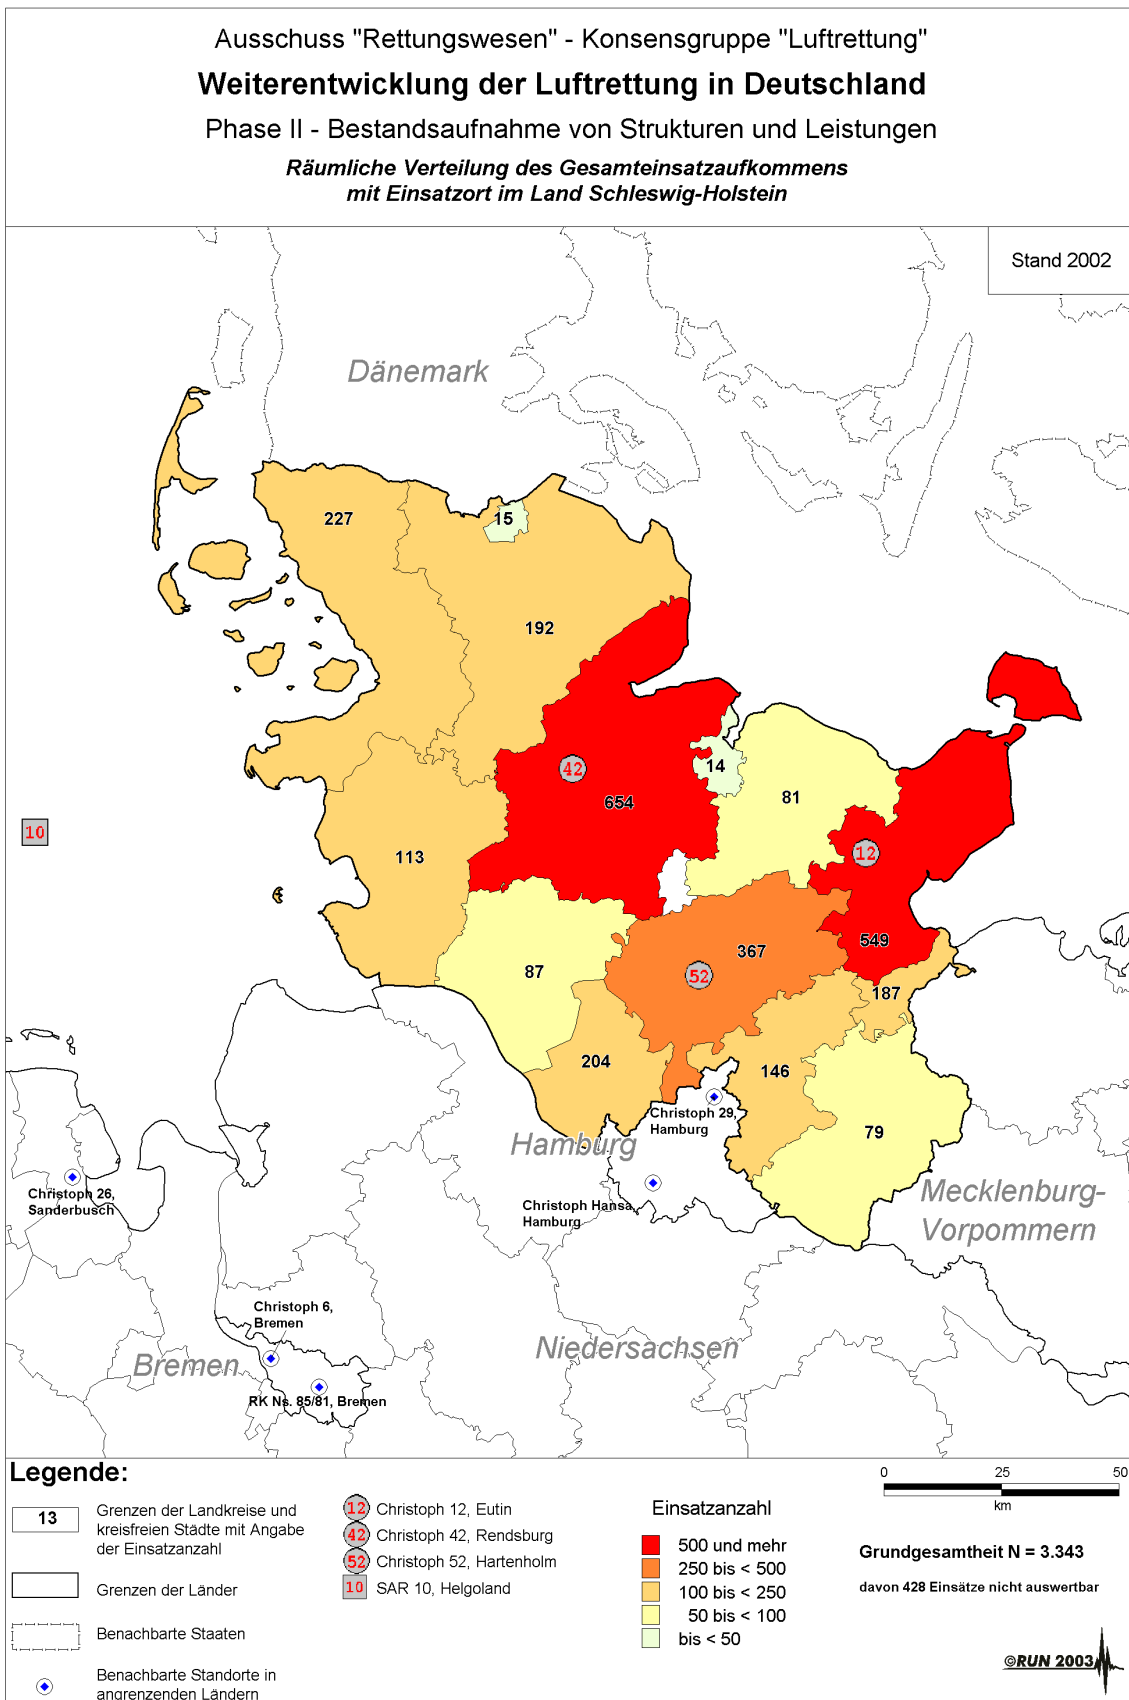 Ausschuss "Rettungswesen" - Konsensgruppe "Luftrettung"
Weiterentwicklung der Luftrettung in Deutschland
Phase II - Bestandsaufnahme von Strukturen und Leistungen
Räumliche Verteilung des Gesamteinsatzaufkommens
mit Einsatzort im Land Schleswig-Holstein
Stand 2002
Dänemark
227
15
192
42
14
654
81
10
12
113
549
367
87
52
187
204
146
Christoph 29,
Hamburg
79
Hamburg
Christoph 26,
Sanderbusch
Christoph Hansa,
Hamburg
Mecklenburg-
Vorpommern
Christoph 6,
Bremen
Niedersachsen
Bremen
RK Ns. 85/81, Bremen
Legende:
13
Grenzen der Landkreise und
kreisfreien Städte mit Angabe
der Einsatzanzahl
Grenzen der Länder
Benachbarte Staaten
Benachbarte Standorte in
angrenzenden Ländern
12 Christoph 12, Eutin
42 Christoph 42, Rendsburg
52 Christoph 52, Hartenholm
10 SAR 10, Helgoland
Einsatzanzahl
500 und mehr
250 bis < 500
100 bis < 250
50 bis < 100
bis < 50
0 25 50
km
Grundgesamtheit N = 3.343
davon 428 Einsätze nicht auswertbar
©RUN 2003